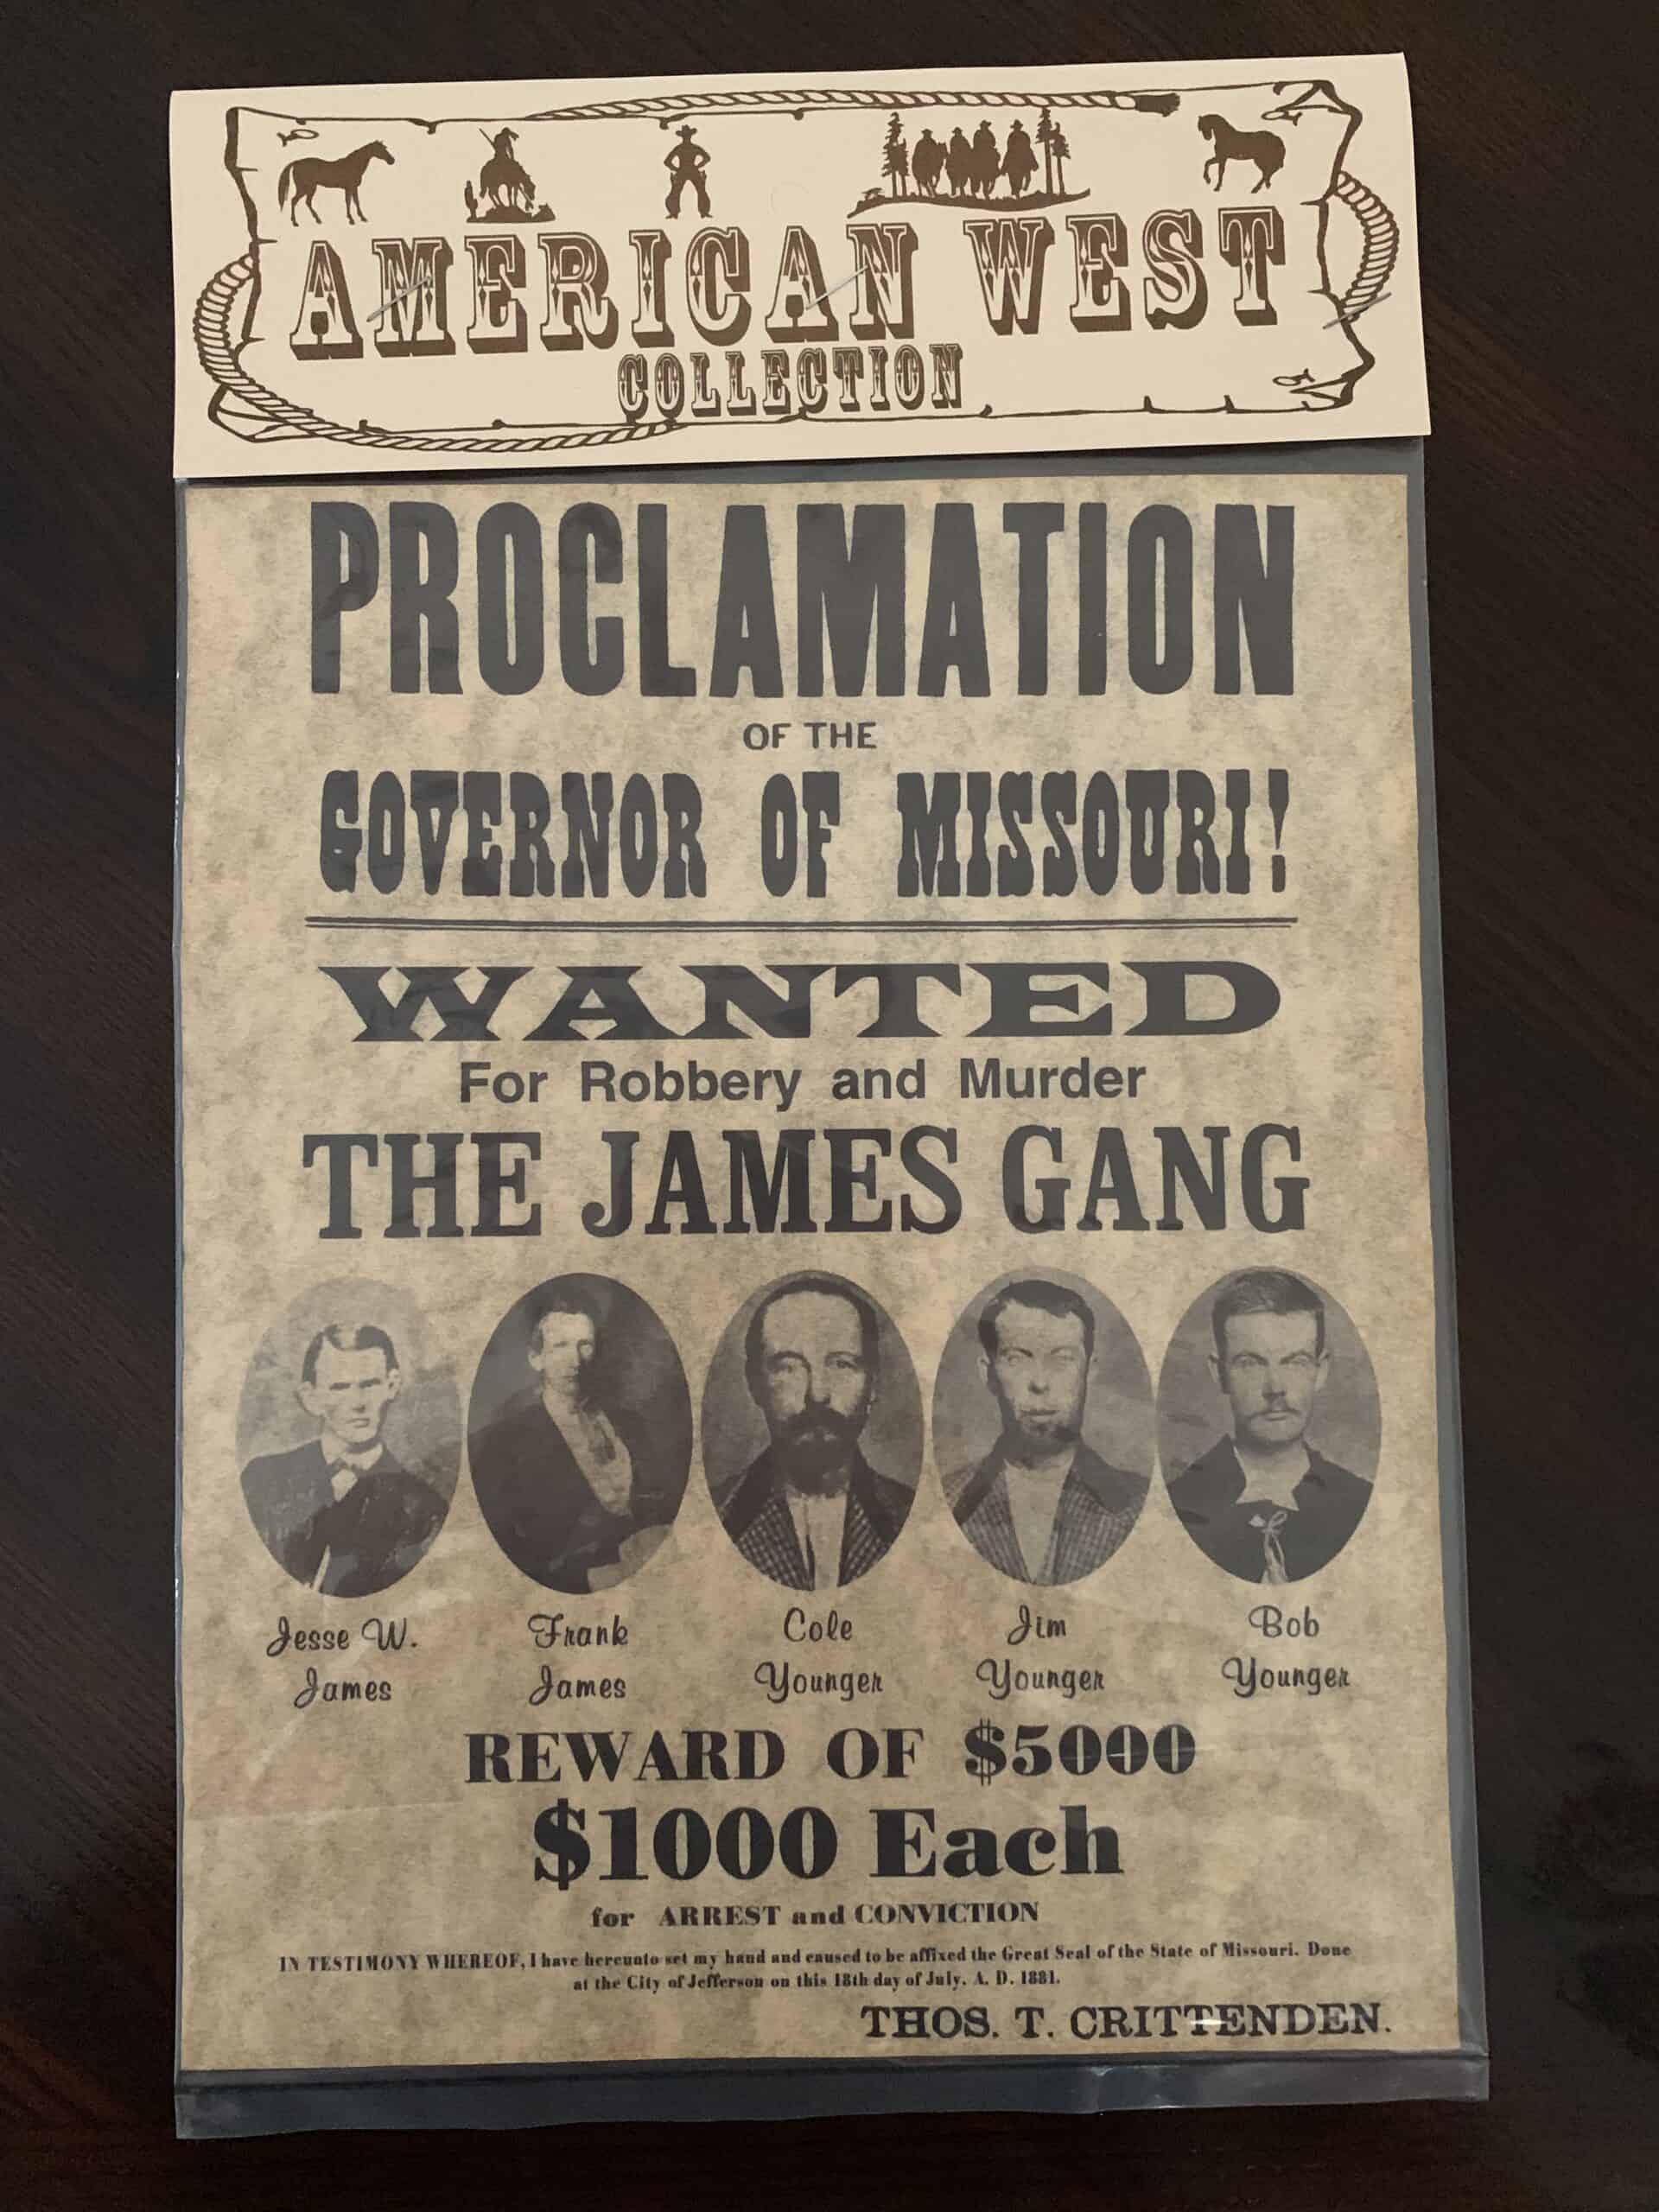 AMERICAN WEST
COLLECTION
PROCLAMATION
OF THE
GOVERNOR OF MISSOURI!
WANTED
For Robbery and Murder
THE JAMES GANG
Jesse W. James
Frank James
Cole Younger
Jim Younger
Bob Younger
REWARD OF $5000
$1000 Each
for ARREST and CONVICTION
IN TESTIMONY WHEREOF, I have hereunto set my hand and caused to be affixed the Great Seal of the State of Missouri. Done
at the City of Jefferson on this 18th day of July. A. D. 1881.
THOS. T. CRITTENDEN.